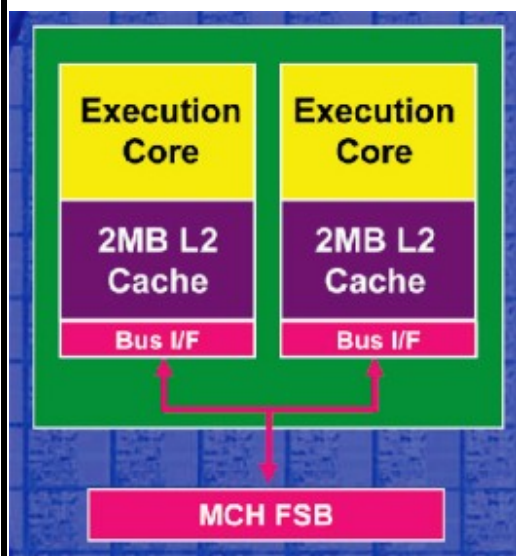 Execution
Core
2MB L2
Cache
Bus I/F
Execution
Core
2MB L2
Cache
Bus I/F
MCH FSB